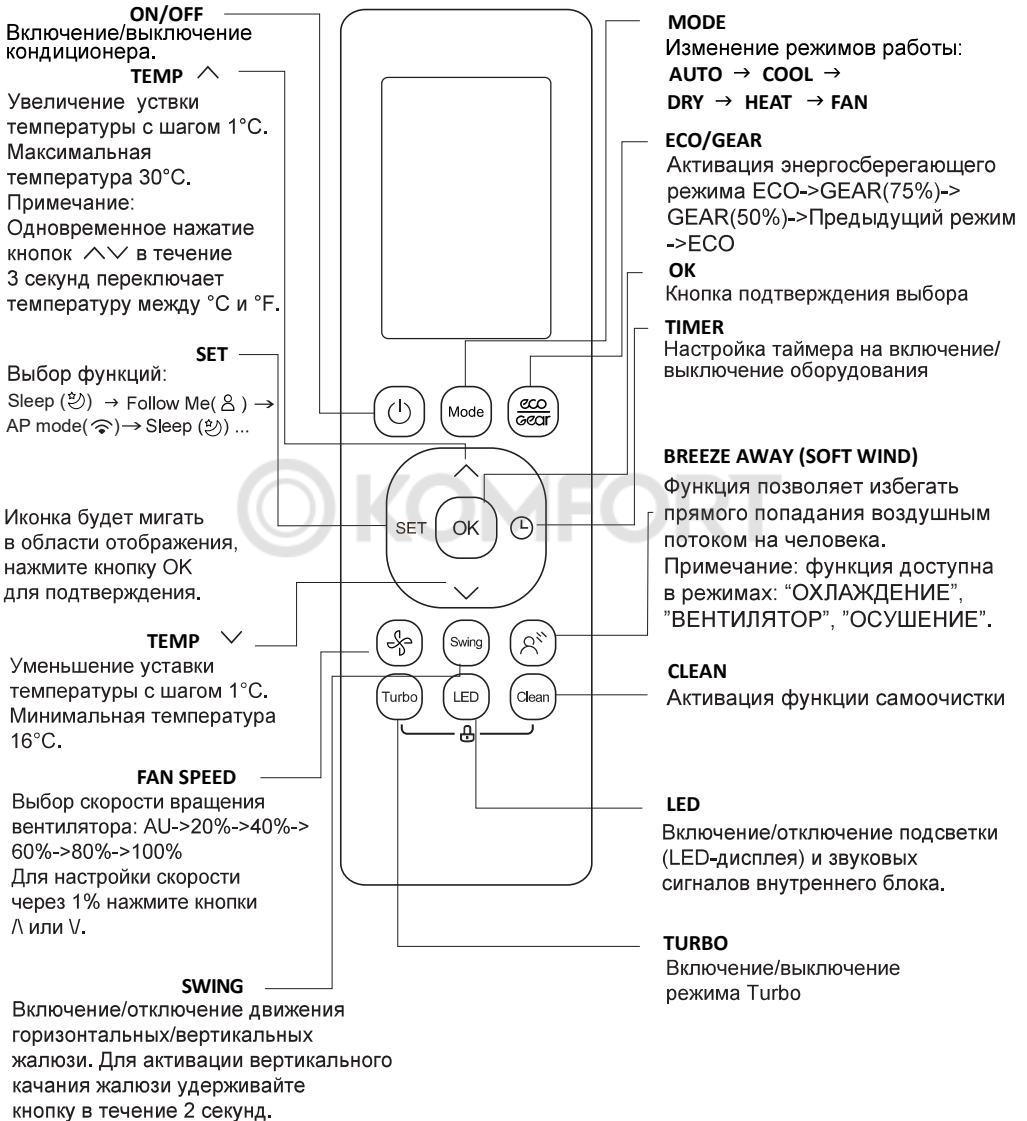 ON/OFF
Включение/выключение
кондиционера.
TEMP ∧
Увеличение уствки
температуры с шагом 1°C.
Максимальная
температура 30°C.
Примечание:
Одновременное нажатие
кнопок ∧∨ в течение
3 секунд переключает
температуру между °C и °F.
SET
Выбор функций:
Sleep ( ) → Follow Me( ) →
AP mode( )→ Sleep ( ) ...
Иконка будет мигать
в области отображения,
нажмите кнопку OK
для подтверждения.
TEMP ∨
Уменьшение уставки
температуры с шагом 1°C.
Минимальная температура
16°C.
FAN SPEED
Выбор скорости вращения
вентилятора: AU->20%->40%->
60%->80%->100%
Для настройки скорости
через 1% нажмите кнопки
/\ или \/.
SWING
Включение/отключение движения
горизонтальных/вертикальных
жалюзи. Для активации вертикального
качания жалюзи удерживайте
кнопку в течение 2 секунд.
Mode
eco
Gear
SET
OK
Swing
Turbo
LED
Clean
KOMFORT
MODE
Изменение режимов работы:
AUTO → COOL →
DRY → HEAT → FAN
ECO/GEAR
Активация энергосберегающего
режима ECO->GEAR(75%)->
GEAR(50%)->Предыдущий режим
->ECO
OK
Кнопка подтверждения выбора
TIMER
Настройка таймера на включение/
выключение оборудования
BREEZE AWAY (SOFT WIND)
Функция позволяет избегать
прямого попадания воздушным
потоком на человека.
Примечание: функция доступна
в режимах: “ОХЛАЖДЕНИЕ”,
”ВЕНТИЛЯТОР”, ”ОСУШЕНИЕ”.
CLEAN
Активация функции самоочистки
LED
Включение/отключение подсветки
(LED-дисплея) и звуковых
сигналов внутреннего блока.
TURBO
Включение/выключение
режима Turbo